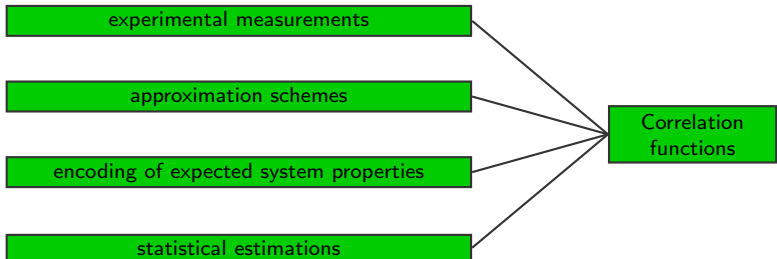 experimental measurements
approximation schemes
encoding of expected system properties
statistical estimations
Correlation
functions